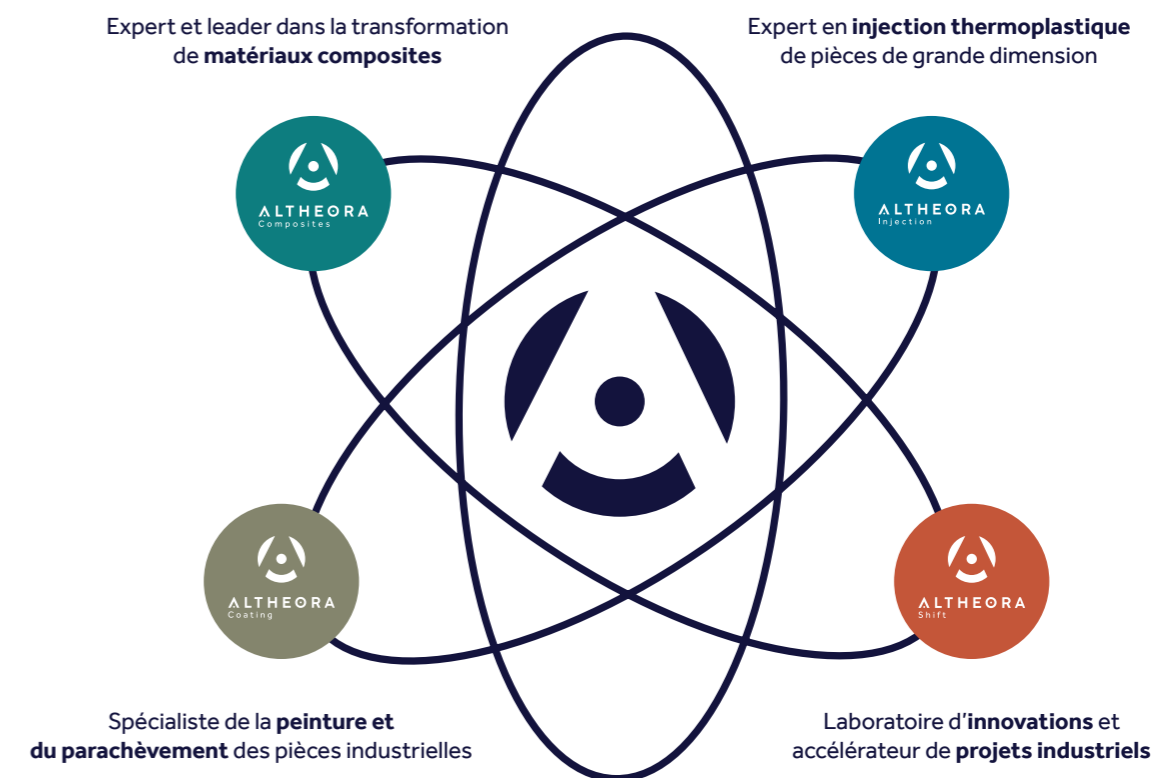 Expert et leader dans la transformation
de matériaux composites
Expert en injection thermoplastique
de pièces de grande dimension
ALTHEORA
Composites
ALTHEORA
Injection
ALTHEORA
Coating
ALTHEORA
Shift
Spécialiste de la peinture et
du parachèvement des pièces industrielles
Laboratoire d'innovations et
accélérateur de projets industriels